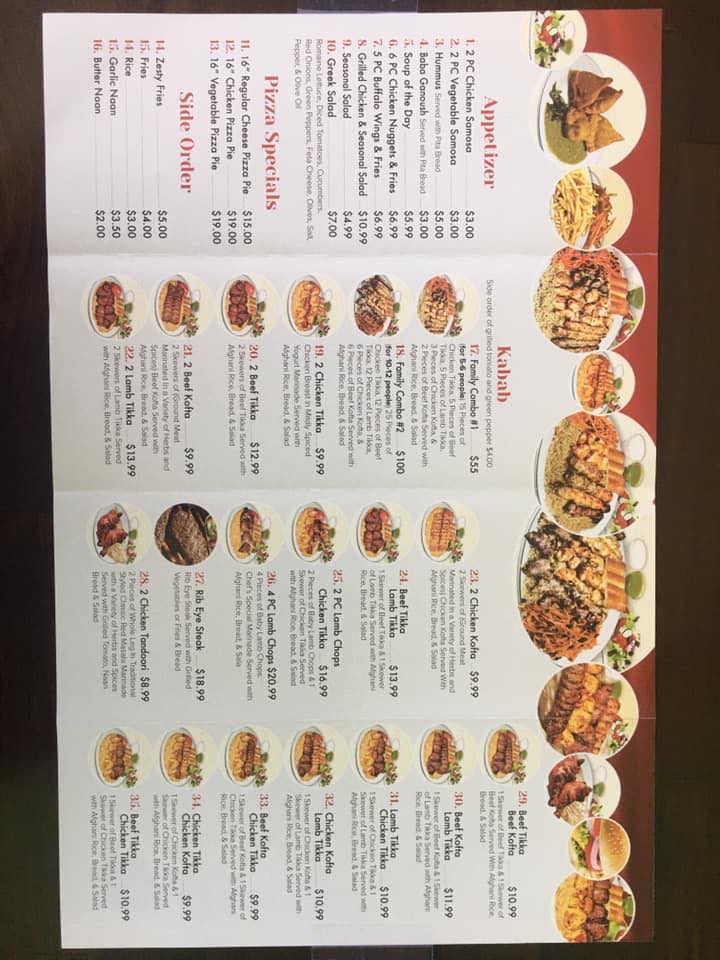 Appetizer
1. 2 PC Chicken Samosa $3.00
2. 2 PC Vegetable Samosa $3.00
3. Hummus Served with Pita Bread $5.00
4. Baba Ganoush Served with Pita Bread $3.00
5. Soup of the Day $5.99
6. 6 PC Chicken Nuggets & Fries $6.99
7. 5 PC Buffalo Wings & Fries $6.99
8. Grilled Chicken & Seasonal Salad $10.99
9. Seasonal Salad $4.99
10. Greek Salad $7.00
Romaine Lettuce, Diced Tomatoes, Cucumbers,
Red Onions, Green Peppers, Feta Cheese, Olives, Salt,
Pepper, & Olive Oil
Pizza Specials
11. 16" Regular Cheese Pizza Pie $15.00
12. 16" Chicken Pizza Pie $19.00
13. 16" Vegetable Pizza Pie $19.00
Side Order
14. Zesty Fries $5.00
15. Fries $4.00
14. Rice $3.00
15. Garlic Naan $3.50
16. Butter Naan $2.00
Kabab
Side order of grilled tomato and green pepper $4.00
17. Family Combo #1 $55
(for 5-6 people) 15 Pieces of
Chicken Tikka, 5 Pieces of Beef
Tikka, 5 Pieces of Lamb Tikka,
3 Pieces of Chicken Kofta, &
2 Pieces of Beef Kofta Served with
Afghani Rice, Bread, & Salad
18. Family Combo #2 $100
(for 10-12 people) 25 Pieces of
Chicken Tikka, 12 Pieces of Beef
Tikka, 12 Pieces of Lamb Tikka,
6 Pieces of Chicken Kofta, &
6 Pieces of Beef Kofta Served with
Afghani Rice, Bread, & Salad
19. 2 Chicken Tikka $9.99
Chicken Breast in Mildly Spiced
Yogurt Marinade Served with
Afghani Rice, Bread, & Salad
20. 2 Beef Tikka $12.99
2 Skewers of Beef Tikka Served with
Afghani Rice, Bread, & Salad
21. 2 Beef Kofta $9.99
2 Skewers of (Ground Meat
Marinated in a Variety of Herbs and
Spices) Beef Kofta Served with
Afghani Rice, Bread, & Salad
22. 2 Lamb Tikka $13.99
2 Skewers of Lamb Tikka Served
with Afghani Rice, Bread, & Salad
23. 2 Chicken Kofta $9.99
2 Skewers of (Ground Meat
Marinated in a Variety of Herbs and
Spices) Chicken Kofta Served With
Afghani Rice, Bread, & Salad
24. Beef Tikka
Lamb Tikka $13.99
1 Skewer of Beef Tikka & 1 Skewer
of Lamb Tikka Served with Afghani
Rice, Bread, & Salad
25. 2 PC Lamb Chops
Chicken Tikka $16.99
2 Pieces of Baby Lamb Chops & 1
Skewer of Chicken Tikka Served
with Afghani Rice, Bread, & Salad
26. 4 PC Lamb Chops $20.99
4 Pieces of Baby Lamb Chops.
Chef's Special Marinade Served with
Afghani Rice, Bread, & Sala
27. Rib Eye Steak $18.99
Rib Eye Steak Served with Grilled
Vegetables or Fries & Bread
28. 2 Chicken Tandoori $8.99
2 Pieces of Whole Leg In Traditional
Styled Classic Red Masala Marinade
with a Variety of Herbs and Spices
Served with Grilled Tomato, Naan
Bread & Salad
29. Beef Tikka
Beef Kofta $10.99
1 Skewer of Beef Tikka & 1 Skewer of
Beef Kofta Served With Afghani Rice,
Bread, & Salad
30. Beef Kofta
Lamb Tikka $11.99
1 Skewer of Beef Kofta & 1 Skewer
of Lamb Tikka Served with Afghani
Rice, Bread, & Salad
31. Lamb Tikka
Chicken Tikka $10.99
1 Skewer of Chicken Tikka & 1
Skewer of Lamb Tikka Served with
Afghani Rice, Bread, & Salad
32. Chicken Kofta
Lamb Tikka $10.99
1 Skewer of Chicken Kofta & 1
Skewer of Lamb Tikka Served with
Afghani Rice, Bread, & Salad
33. Beef Kofta
Chicken Tikka $9.99
1 Skewer of Beef Kofta & 1 Skewer of
Chicken Tikka Served with Afghani
Rice, Bread, & Salad
34. Chicken Tikka
Chicken Kofta $9.99
1 Skewer of Chicken Kofta & 1
Skewer of Chicken Tikka Served
with Afghani Rice, Bread, & Salad
35. Beef Tikka
Chicken Tikka $10.99
1 Skewer of Beef Tikka & 1
Skewer of Chicken Tikka Served
with Afghani Rice, Bread, & Salad